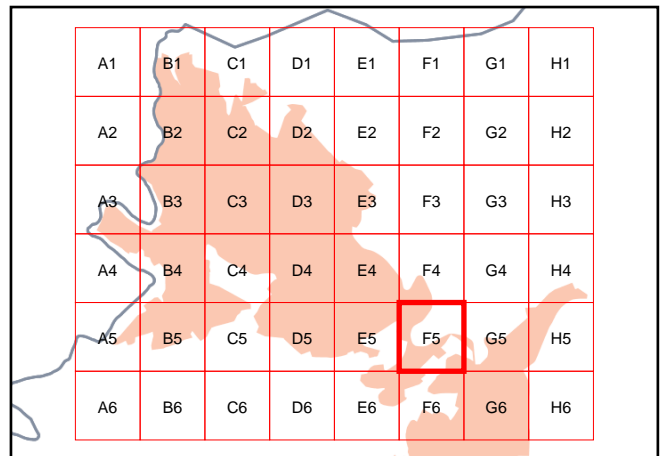 A1 B1 C1 D1 E1 F1 G1 H1
A2 B2 C2 D2 E2 F2 G2 H2
A3 B3 C3 D3 E3 F3 G3 H3
A4 B4 C4 D4 E4 F4 G4 H4
A5 B5 C5 D5 E5 F5 G5 H5
A6 B6 C6 D6 E6 F6 G6 H6